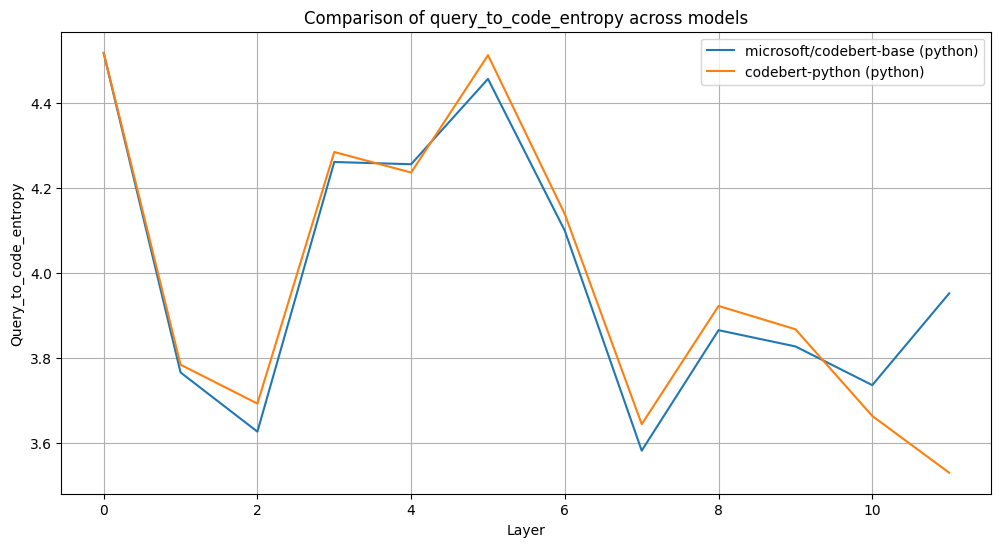 Comparison of query_to_code_entropy across models
microsoft/codebert-base (python)
codebert-python (python)
Query_to_code_entropy
4.4
4.2
4.0
3.8
3.6
0 2 4 6 8 10
Layer